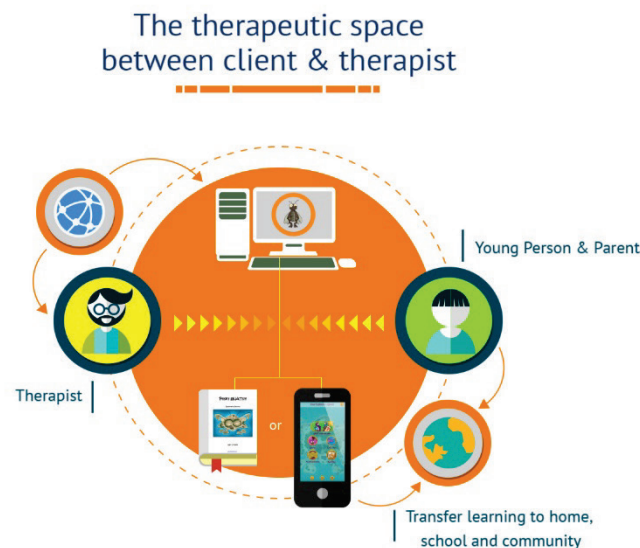 The therapeutic space
between client & therapist
Young Person & Parent
Therapist
or
Transfer learning to home,
school and community